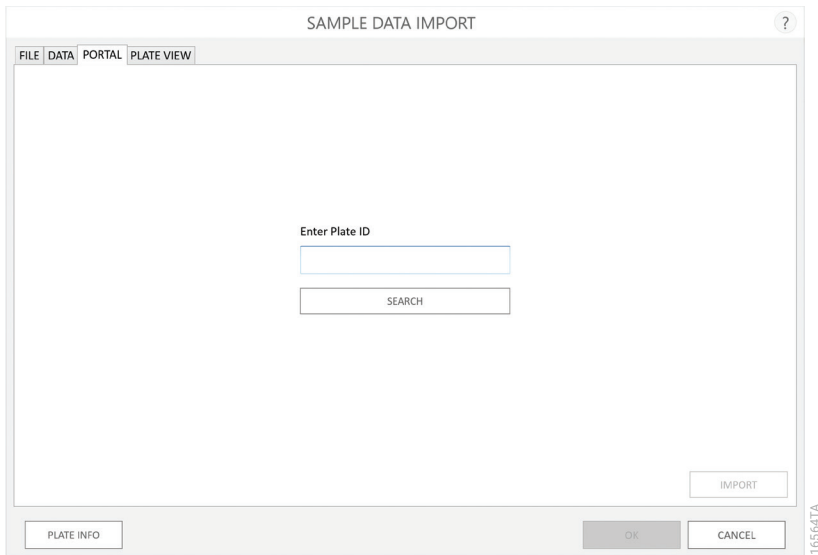 SAMPLE DATA IMPORT
?
FILE DATA PORTAL PLATE VIEW
Enter Plate ID
SEARCH
IMPORT
PLATE INFO
OK
CANCEL
16564TA